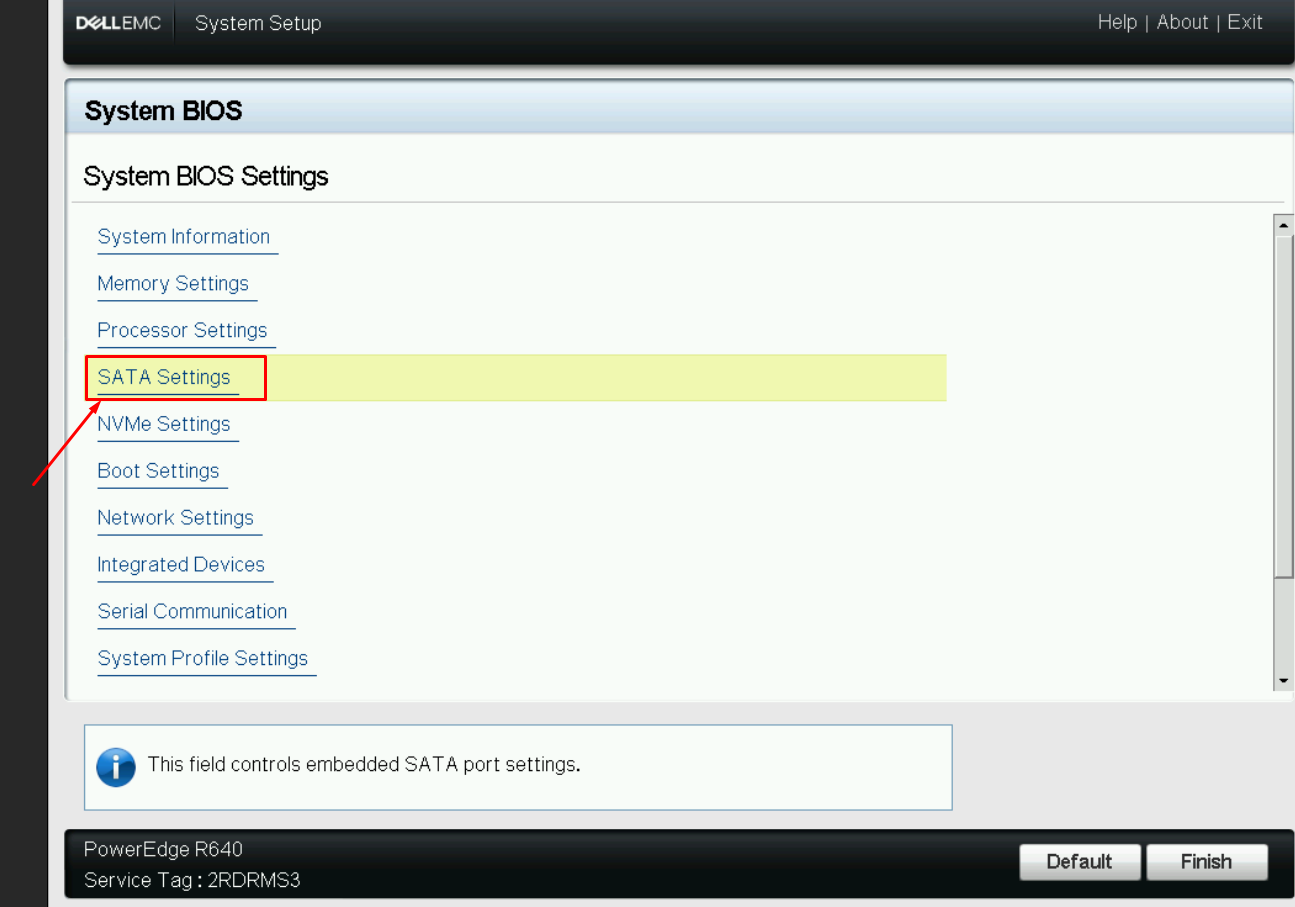 DELLEMC System Setup Help | About | Exit
System BIOS
System BIOS Settings
System Information
Memory Settings
Processor Settings
SATA Settings
NVMe Settings
Boot Settings
Network Settings
Integrated Devices
Serial Communication
System Profile Settings
This field controls embedded SATA port settings.
PowerEdge R640
Service Tag : 2RDRMS3
Default Finish